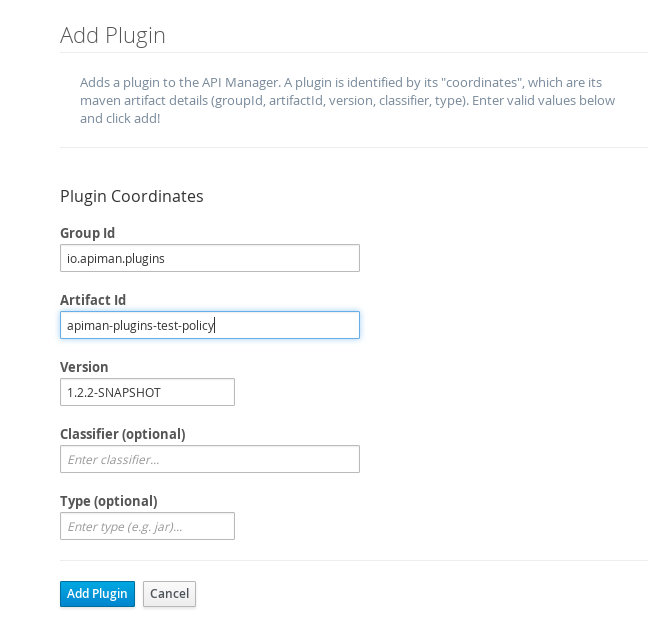 Add Plugin
Adds a plugin to the API Manager. A plugin is identified by its "coordinates", which are its
maven artifact details (groupId, artifactId, version, classifier, type). Enter valid values below
and click add!
Plugin Coordinates
Group Id
io.apiman.plugins
Artifact Id
apiman-plugins-test-policy
Version
1.2.2-SNAPSHOT
Classifier (optional)
Enter classifier...
Type (optional)
Enter type (e.g. jar)...
Add Plugin
Cancel